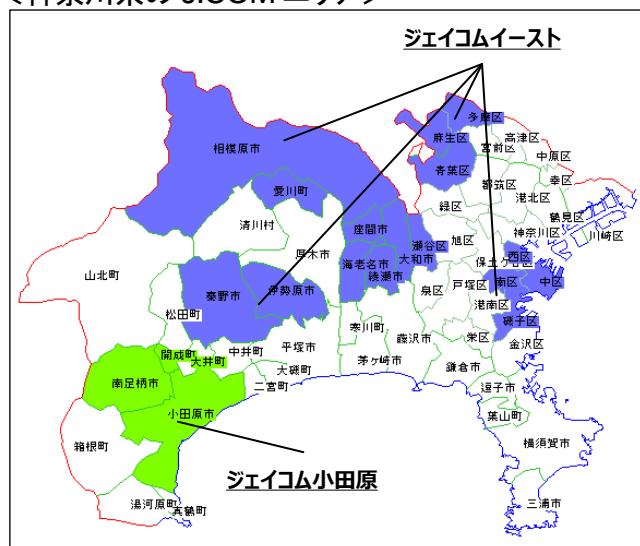 ＜神奈川県の J:COM エリア＞
ジェイコムイースト
多摩区
麻生区
高津区
宮前区
中原区
相模原市
青葉区
幸区
都筑区
愛川町
港北区
緑区
鶴見区
座間市
清川村
瀬谷区
旭区
神奈川区
川崎区
厚木市
大和市
西区
保土ケ谷区
山北町
海老名市
綾瀬市
秦野市
伊勢原市
泉区
戸塚区
南区
中区
港南区
松田町
寒川町
磯子区
開成町
中井町
平塚市
藤沢市
栄区
金沢区
大井町
茅ヶ崎市
大磯町
鎌倉市
南足柄市
二宮町
逗子市
小田原市
葉山町
箱根町
横須賀市
ジェイコム小田原
湯河原町
真鶴町
三浦市